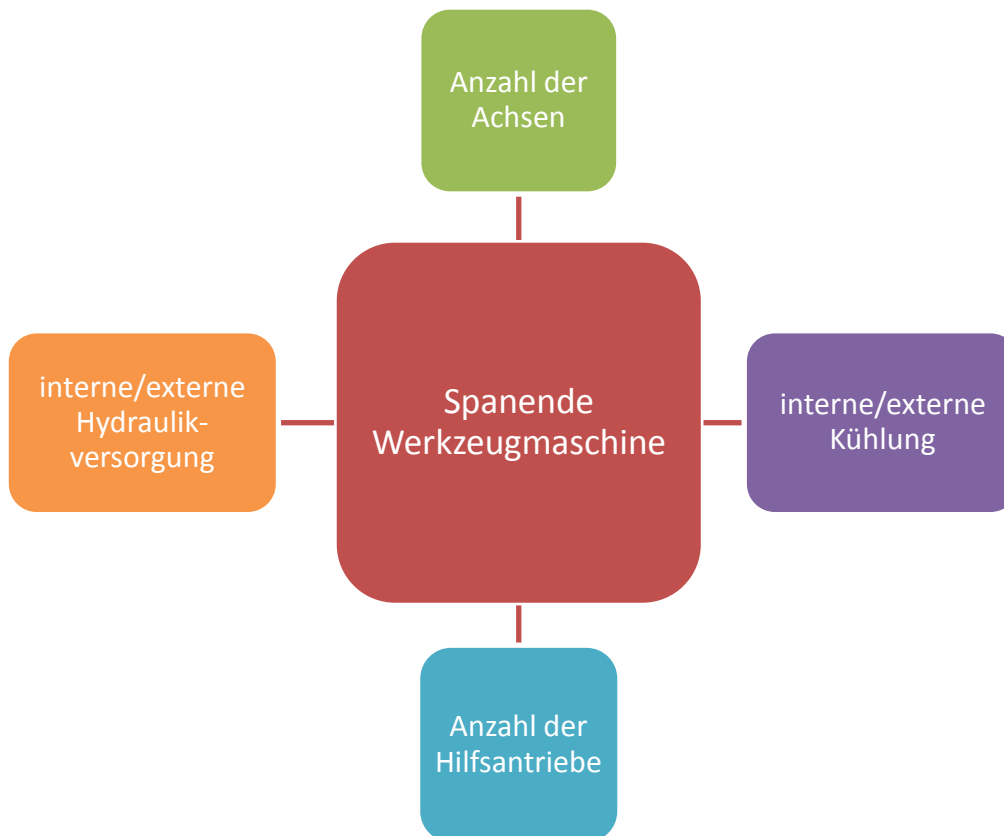 Anzahl der
Achsen
interne/externe
Hydraulik-
versorgung
Spanende
Werkzeugmaschine
interne/externe
Kühlung
Anzahl der
Hilfsantriebe